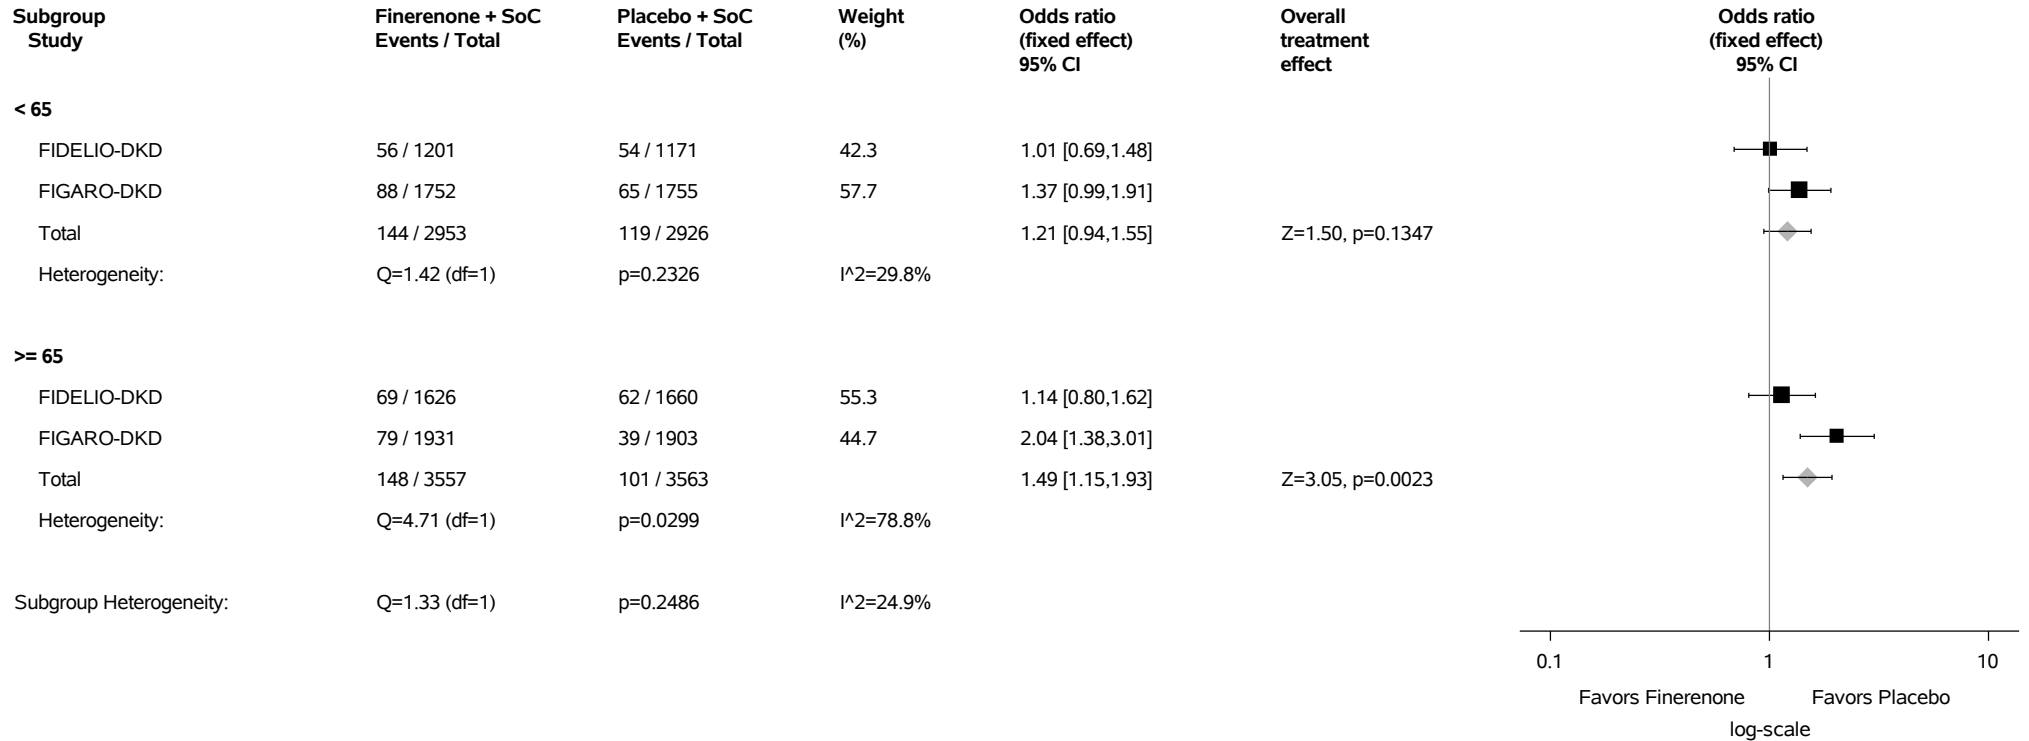 Subgroup Finerenone + SoC Placebo + SoC Weight Odds ratio Overall Odds ratio
Study Events / Total Events / Total (%) (fixed effect) treatment (fixed effect)
95% CI effect 95% CI
< 65
FIDELIO-DKD 56 / 1201 54 / 1171 42.3 1.01 [0.69,1.48]
FIGARO-DKD 88 / 1752 65 / 1755 57.7 1.37 [0.99,1.91]
Total 144 / 2953 119 / 2926 1.21 [0.94,1.55] Z=1.50, p=0.1347
Heterogeneity: Q=1.42 (df=1) p=0.2326 I^2=29.8%
>= 65
FIDELIO-DKD 69 / 1626 62 / 1660 55.3 1.14 [0.80,1.62]
FIGARO-DKD 79 / 1931 39 / 1903 44.7 2.04 [1.38,3.01]
Total 148 / 3557 101 / 3563 1.49 [1.15,1.93] Z=3.05, p=0.0023
Heterogeneity: Q=4.71 (df=1) p=0.0299 I^2=78.8%
Subgroup Heterogeneity: Q=1.33 (df=1) p=0.2486 I^2=24.9%
0.1 1 10
Favors Finerenone Favors Placebo
log-scale